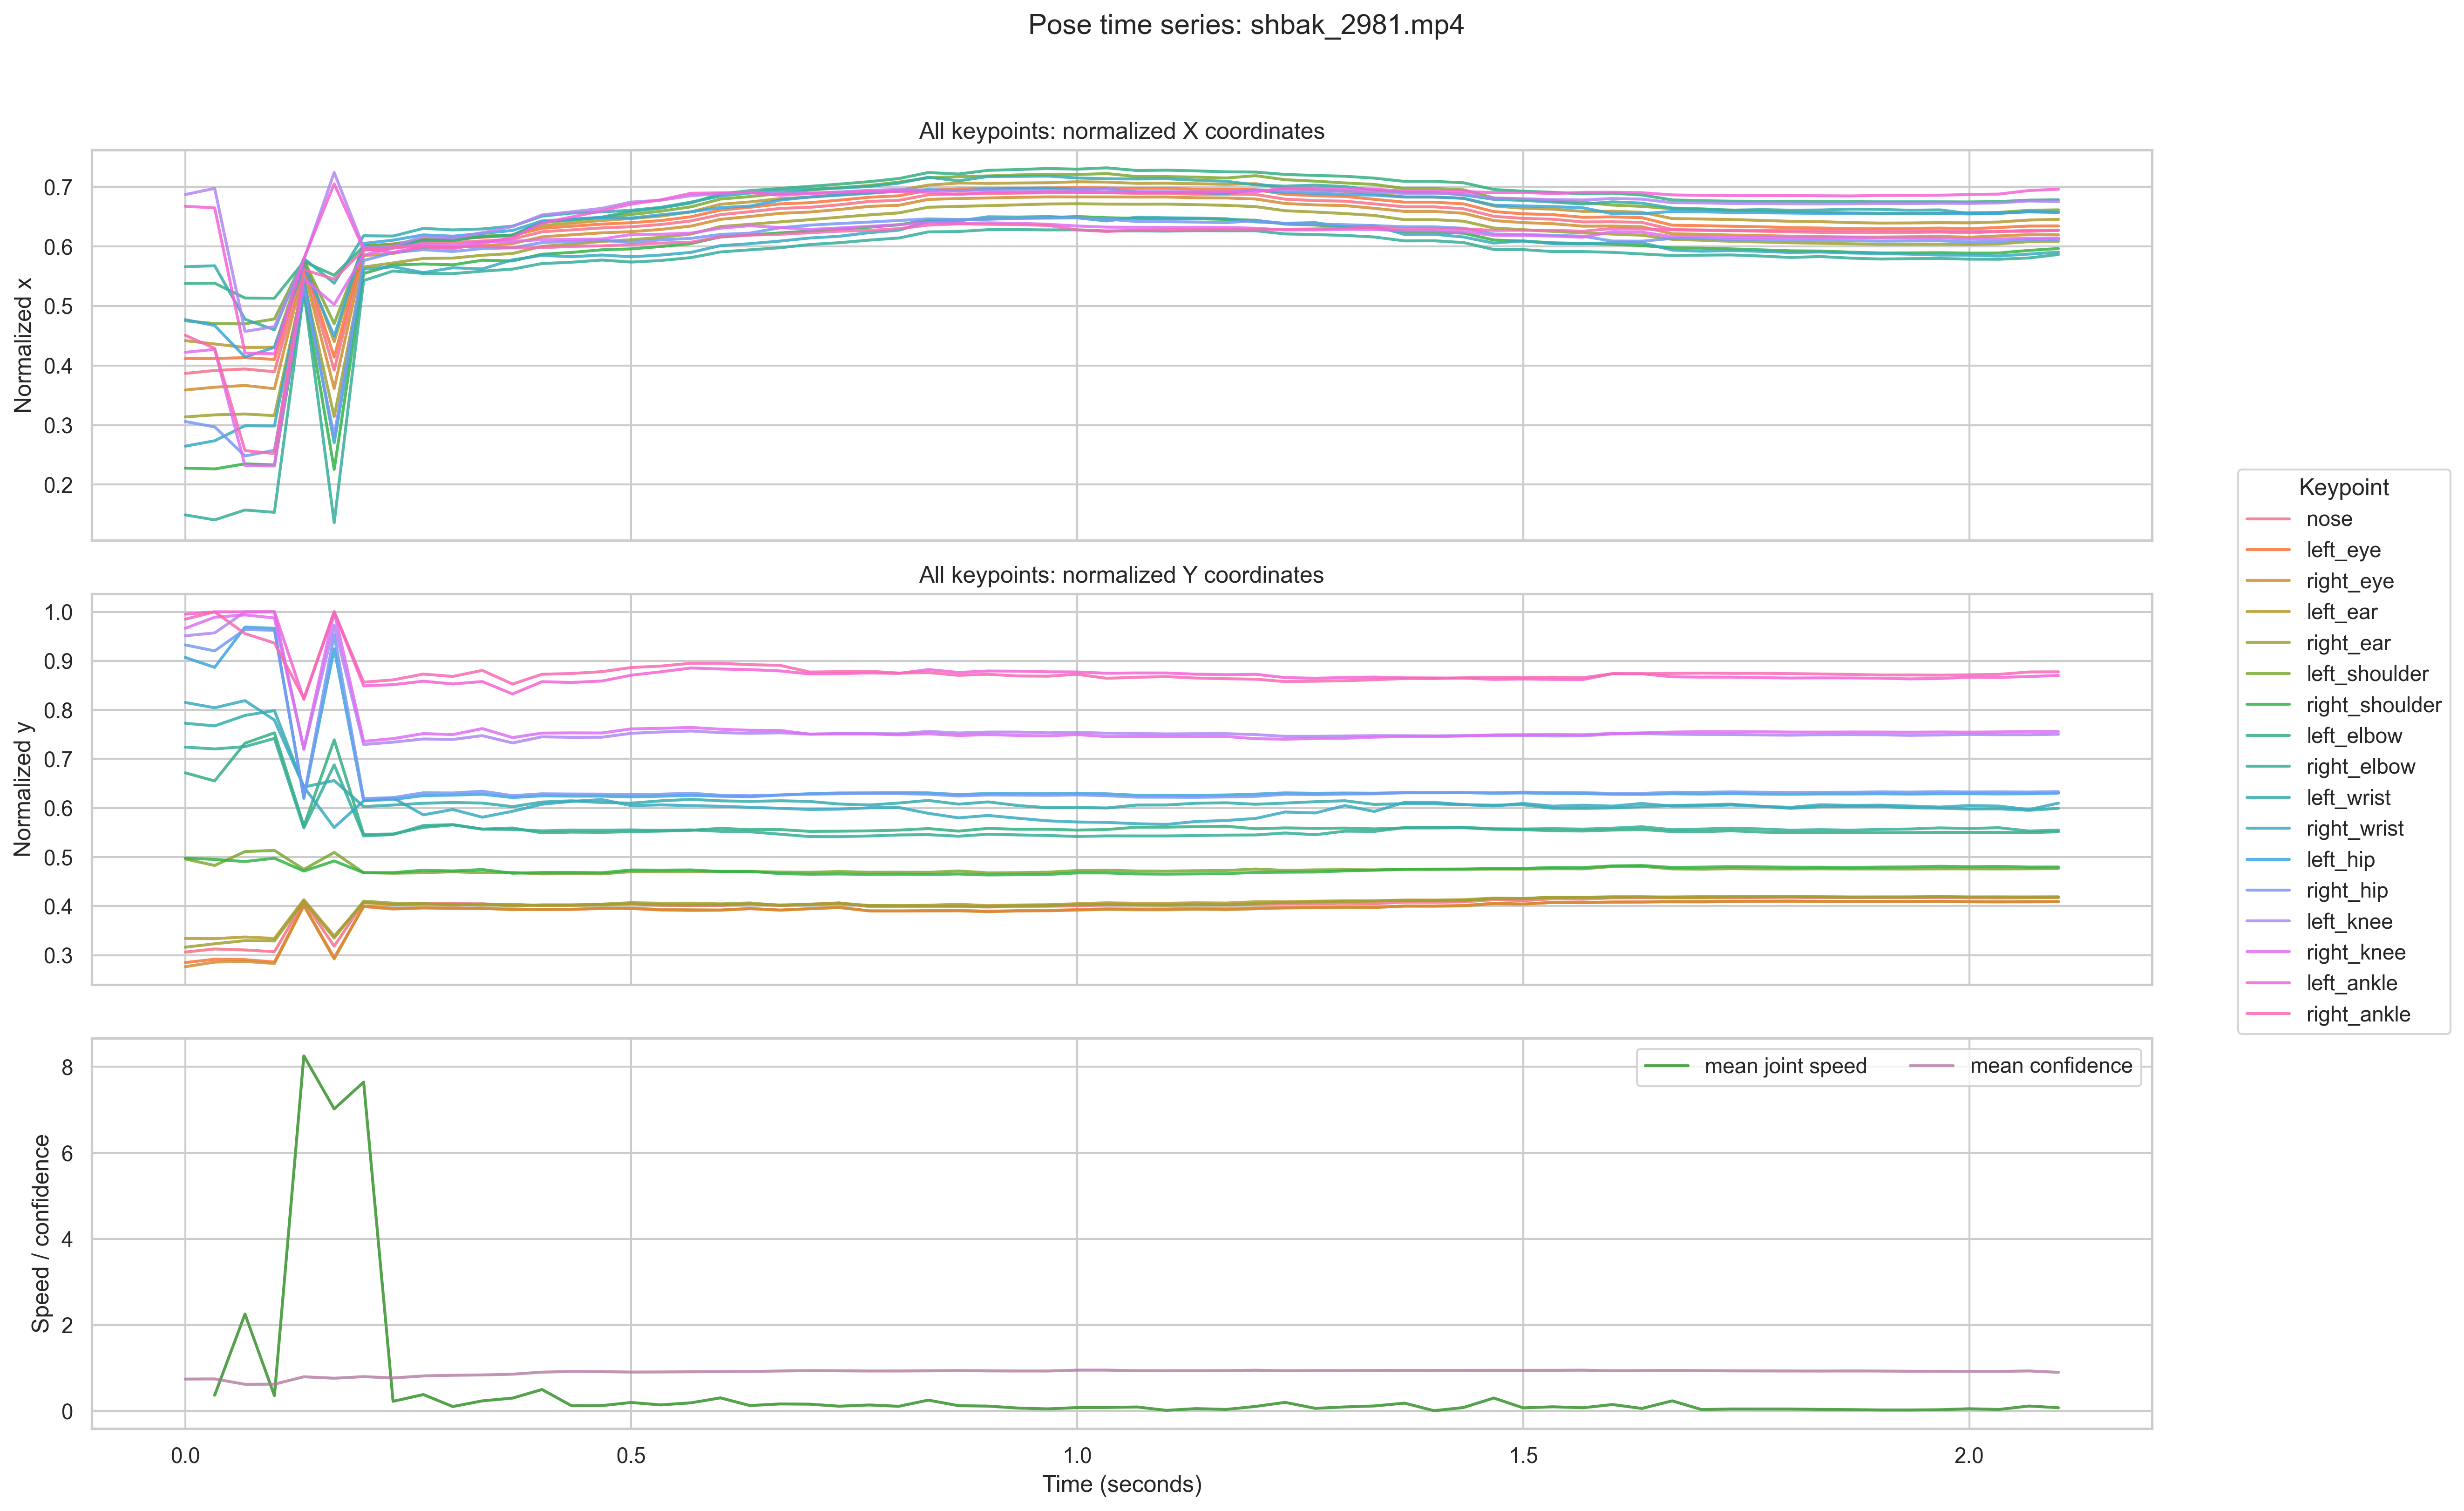 Pose time series: shbak_2981.mp4
All keypoints: normalized X coordinates
Normalized x
0.7
0.6
0.5
0.4
0.3
0.2
All keypoints: normalized Y coordinates
Normalized y
1.0
0.9
0.8
0.7
0.6
0.5
0.4
0.3
Speed / confidence
8
6
4
2
0
mean joint speed mean confidence
0.0 0.5 1.0 1.5 2.0
Time (seconds)
Keypoint
nose
left_eye
right_eye
left_ear
right_ear
left_shoulder
right_shoulder
left_elbow
right_elbow
left_wrist
right_wrist
left_hip
right_hip
left_knee
right_knee
left_ankle
right_ankle